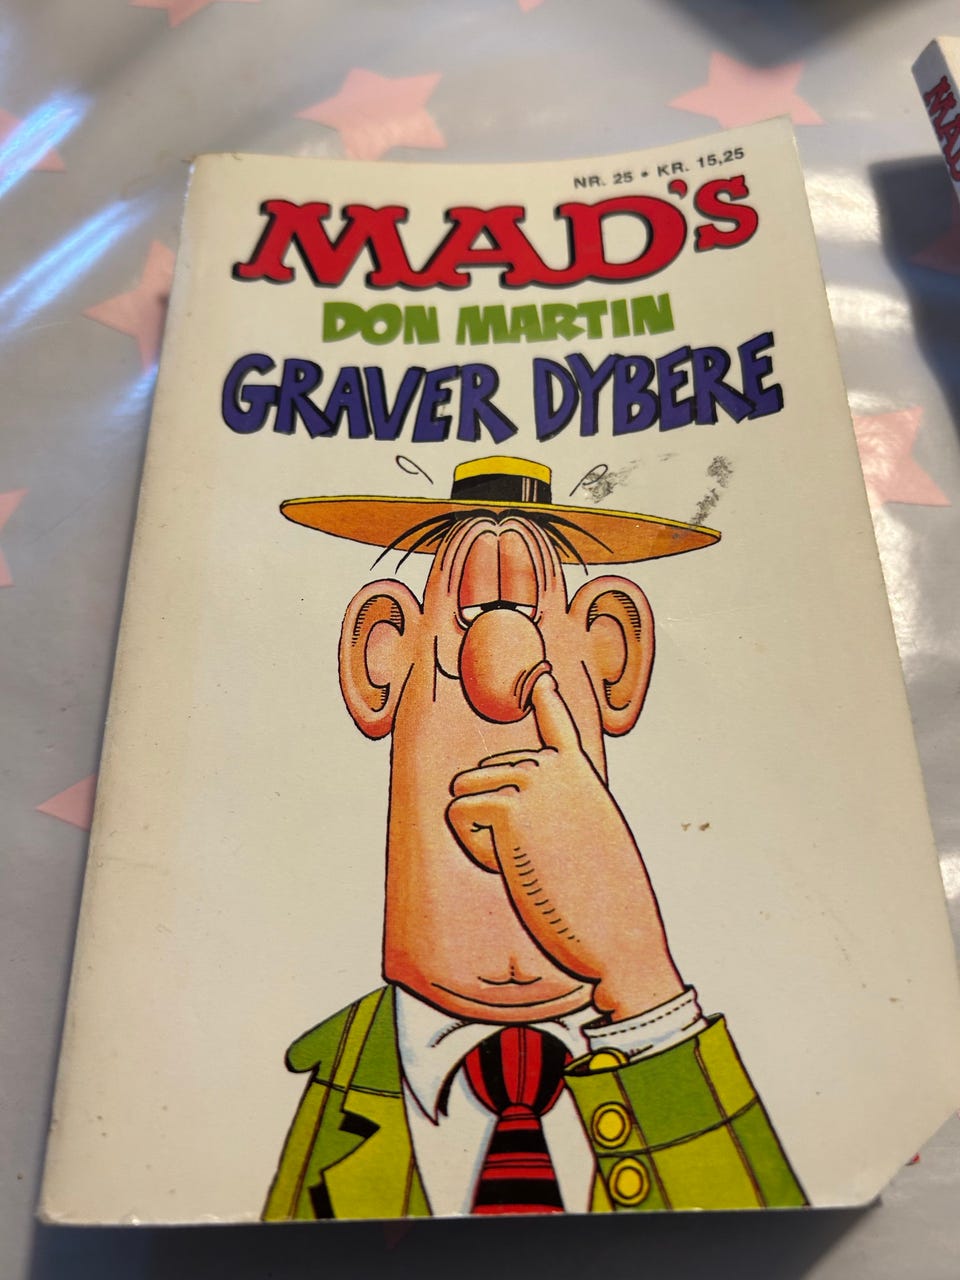 NR. 25 • KR. 15,25
MAD'S
DON MARTIN
GRAVER DYBERE